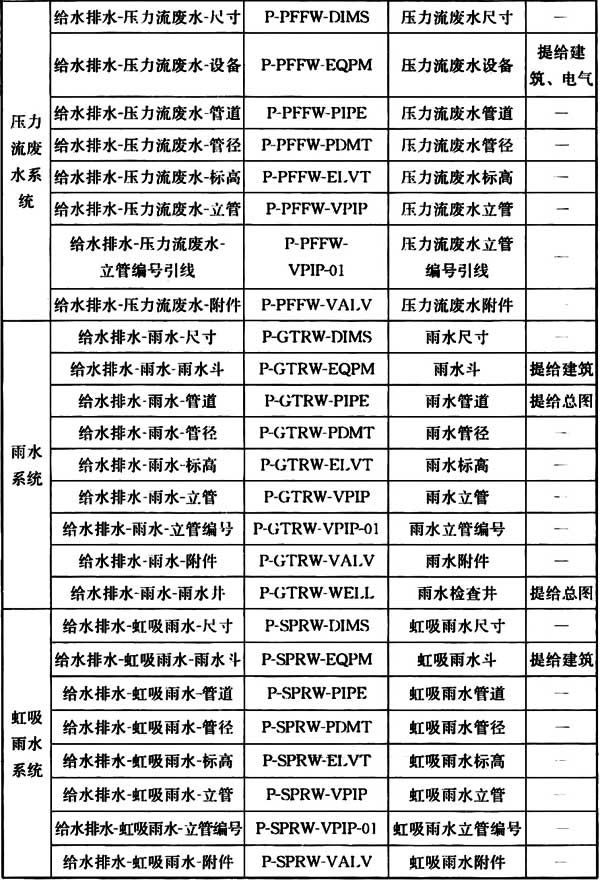 压力流废水系统
给水排水-压力流废水-尺寸 P-PFFW-DIMS 压力流废水尺寸 —
给水排水-压力流废水-设备 P-PFFW-EQPM 压力流废水设备 提给建筑、电气
给水排水-压力流废水-管道 P-PFFW-PIPE 压力流废水管道 —
给水排水-压力流废水-管径 P-PFFW-PDMT 压力流废水管径 —
给水排水-压力流废水-标高 P-PFFW-ELVT 压力流废水标高 —
给水排水-压力流废水-立管 P-PFFW-VPIP 压力流废水立管 —
给水排水-压力流废水-立管编号引线 P-PFFW-VPIP-01 压力流废水立管编号引线 —
给水排水-压力流废水-附件 P-PFFW-VALV 压力流废水附件
雨水系统
给水排水-雨水-尺寸 P-GTRW-DIMS 雨水尺寸 —
给水排水-雨水-雨水斗 P-GTRW-EQPM 雨水斗 提给建筑
给水排水-雨水-管道 P-GTRW-PIPE 雨水管道 提给总图
给水排水-雨水-管径 P-GTRW-PDMT 雨水管径 —
给水排水-雨水-标高 P-GTRW-ELVT 雨水标高 —
给水排水-雨水-立管 P-GTRW-VPIP 雨水立管 —
给水排水-雨水-立管编号 P-GTRW-VPIP-01 雨水立管编号 —
给水排水-雨水-附件 P-GTRW-VALV 雨水附件 —
给水排水-雨水-雨水井 P-GTRW-WELL 雨水检查井 提给总图
虹吸雨水系统
给水排水-虹吸雨水-尺寸 P-SPRW-DIMS 虹吸雨水尺寸 —
给水排水-虹吸雨水-雨水斗 P-SPRW-EQPM 虹吸雨水斗 提给建筑
给水排水-虹吸雨水-管道 P-SPRW-PIPE 虹吸雨水管道 —
给水排水-虹吸雨水-管径 P-SPRW-PDMT 虹吸雨水管径 —
给水排水-虹吸雨水-标高 P-SPRW-ELVT 虹吸雨水标高 —
给水排水-虹吸雨水-立管 P-SPRW-VPIP 虹吸雨水立管 —
给水排水-虹吸雨水-立管编号 P-SPRW-VPIP-01 虹吸雨水立管编号 —
给水排水-虹吸雨水-附件 P-SPRW-VALV 虹吸雨水附件 —